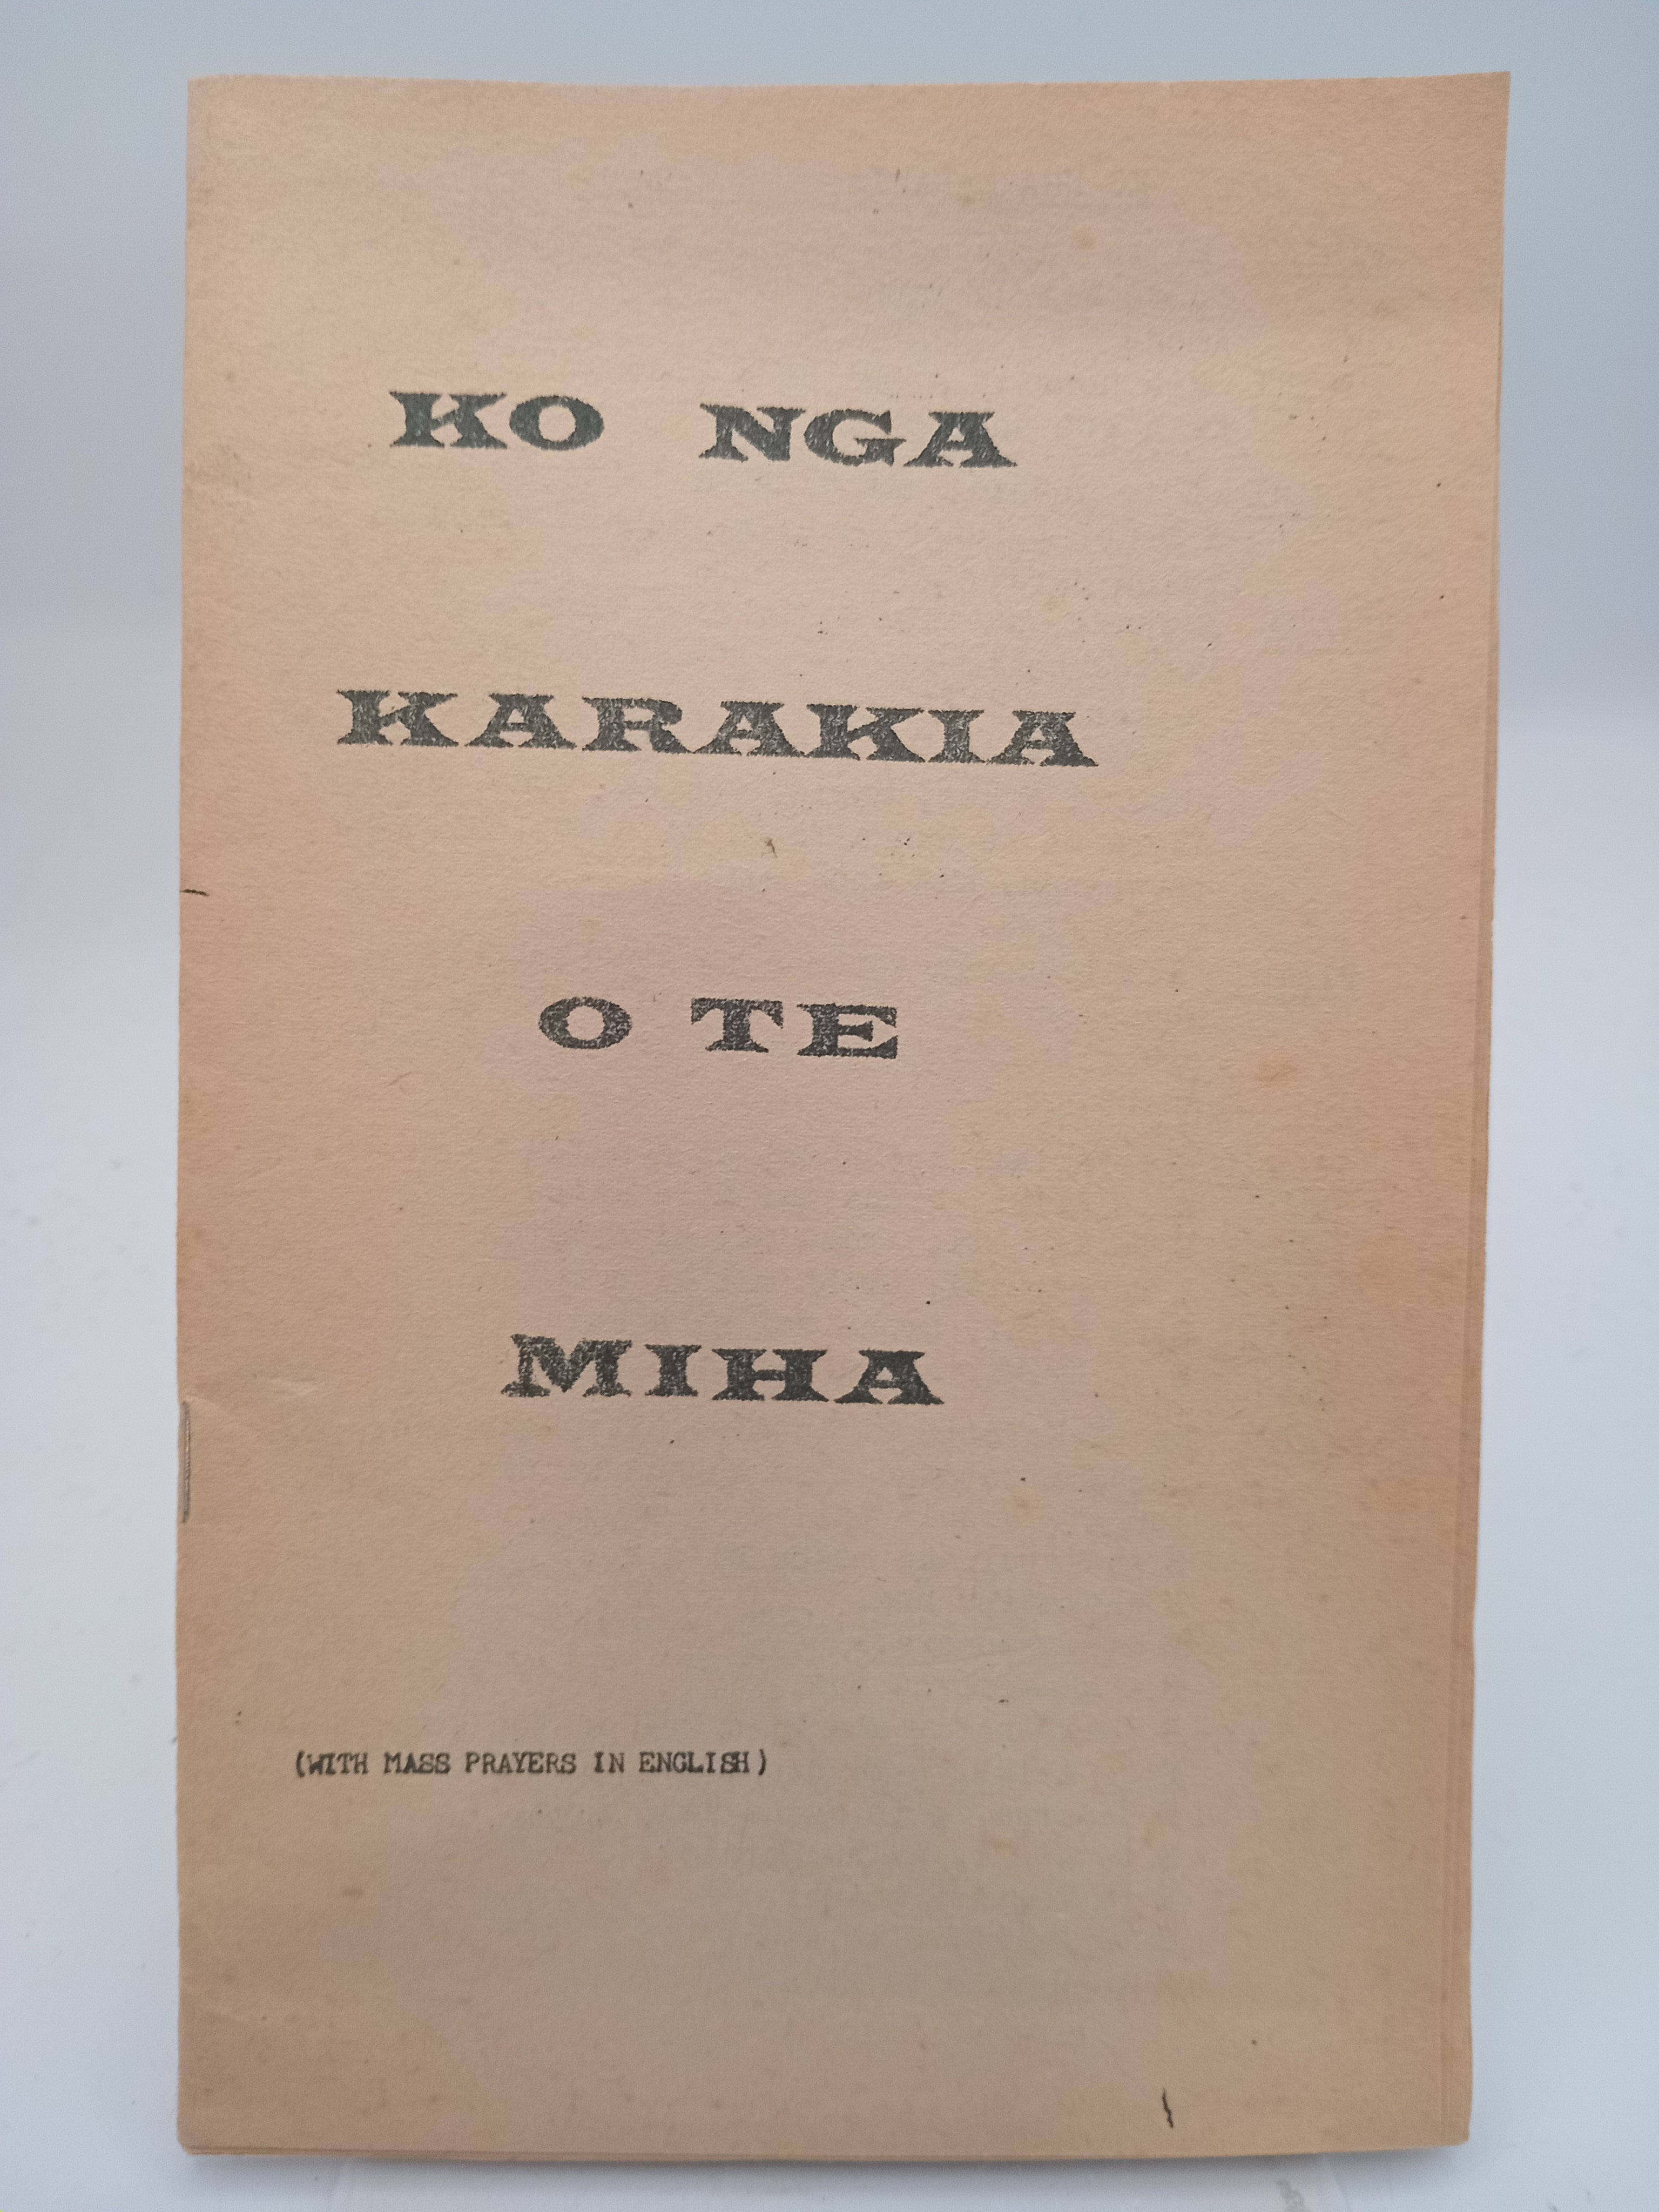 KO NGA
KARAKIA
O TE
MIHA
(WITH MASS PRAYERS IN ENGLISH)